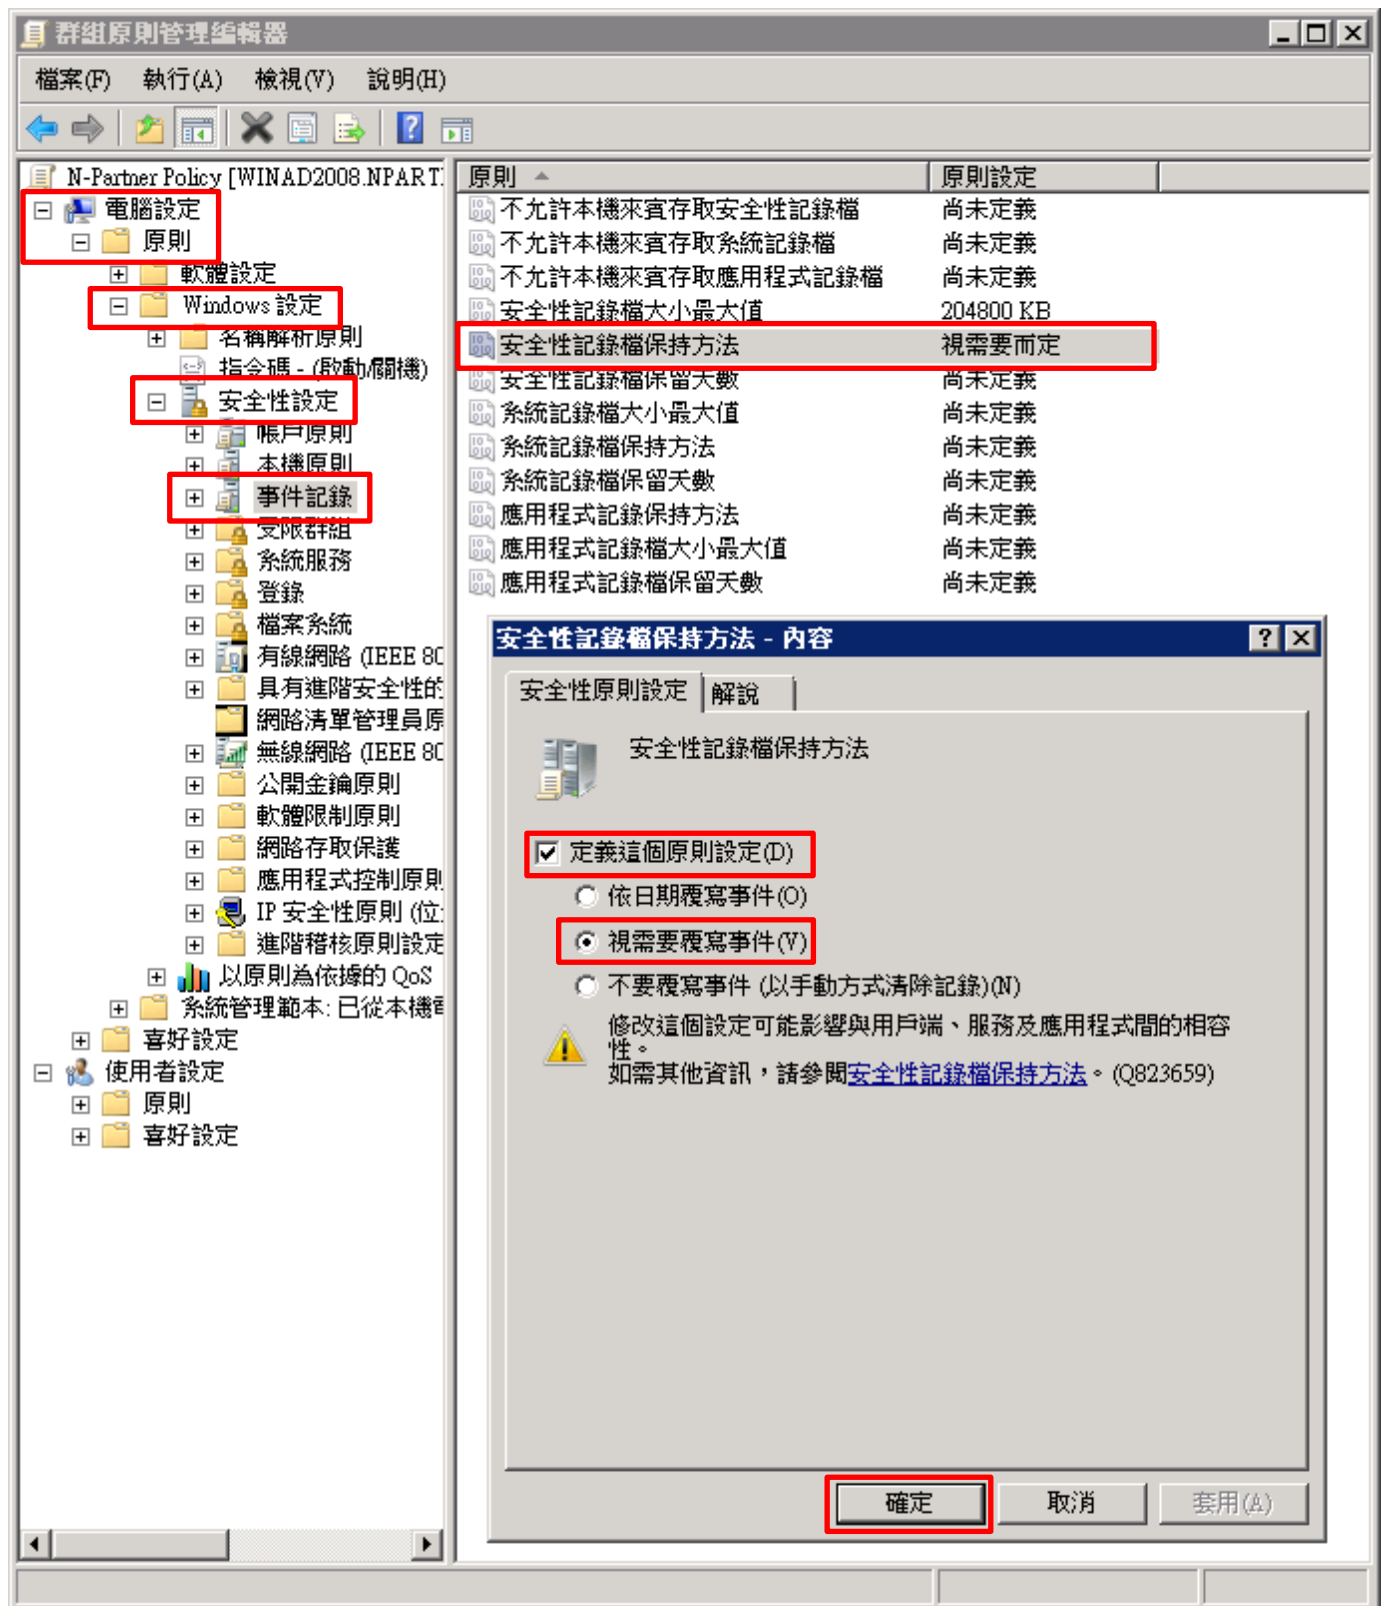 群組原則管理編輯器
檔案(F) 執行(A) 檢視(V) 說明(H)
N-Partner Policy [WINAD2008.NPART
電腦設定
原則
軟體設定
Windows 設定
名稱解析原則
指令碼 - (啟動/關機)
安全性設定
帳戶原則
本機原則
事件記錄
受限群組
系統服務
登錄
檔案系統
有線網路 (IEEE 80
具有進階安全性的
網路清單管理員原
無線網路 (IEEE 80
公開金鑰原則
軟體限制原則
網路存取保護
應用程式控制原則
IP 安全性原則 (位
進階稽核原則設定
以原則為依據的 QoS
系統管理範本: 已從本機電
喜好設定
使用者設定
原則
喜好設定
原則 原則設定
不允許本機來賓存取安全性記錄檔 尚未定義
不允許本機來賓存取系統記錄檔 尚未定義
不允許本機來賓存取應用程式記錄檔 尚未定義
安全性記錄檔大小最大值 204800 KB
安全性記錄檔保持方法 視需要而定
安全性記錄檔保留天數 尚未定義
系統記錄檔大小最大值 尚未定義
系統記錄檔保持方法 尚未定義
系統記錄檔保留天數 尚未定義
應用程式記錄保持方法 尚未定義
應用程式記錄檔大小最大值 尚未定義
應用程式記錄檔保留天數 尚未定義
安全性記錄檔保持方法 - 內容
安全性原則設定 解說
安全性記錄檔保持方法
定義這個原則設定(D)
依日期覆寫事件(O)
視需要覆寫事件(V)
不要覆寫事件 (以手動方式清除記錄)(N)
修改這個設定可能影響與用戶端、服務及應用程式間的相容
性。
如需其他資訊，請參閱安全性記錄檔保持方法。(Q823659)
確定 取消 套用(A)